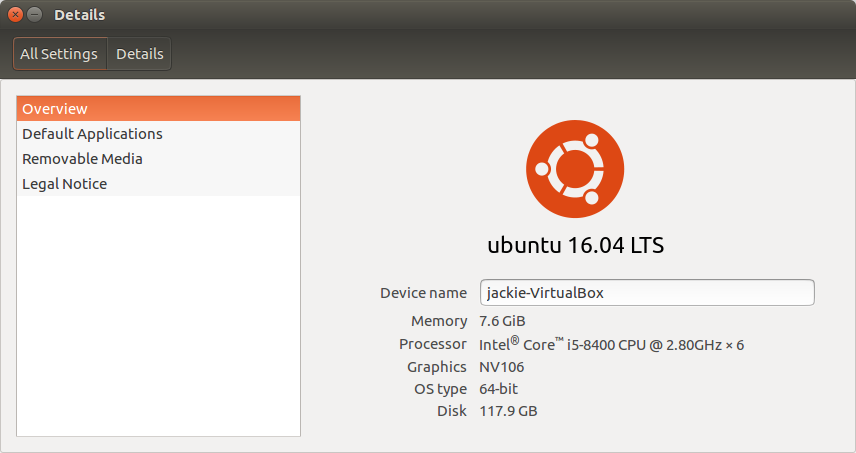 Details
All Settings Details
Overview
Default Applications
Removable Media
Legal Notice
ubuntu 16.04 LTS
Device name jackie-VirtualBox
Memory 7.6 GiB
Processor Intel® Core™ i5-8400 CPU @ 2.80GHz × 6
Graphics NV106
OS type 64-bit
Disk 117.9 GB